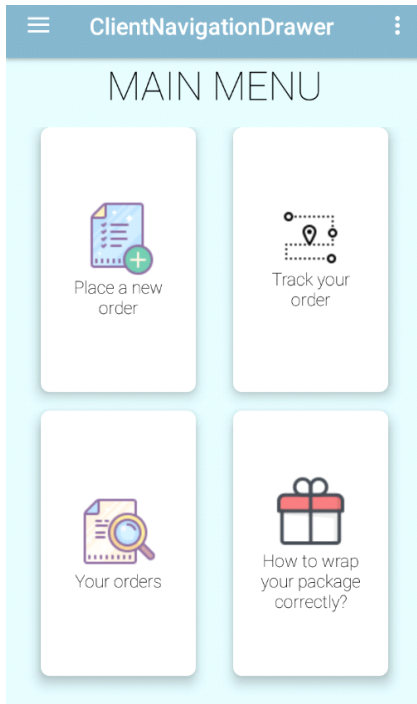 ClientNavigationDrawer
MAIN MENU
Place a new
order
Track your
order
Your orders
How to wrap
your package
correctly?